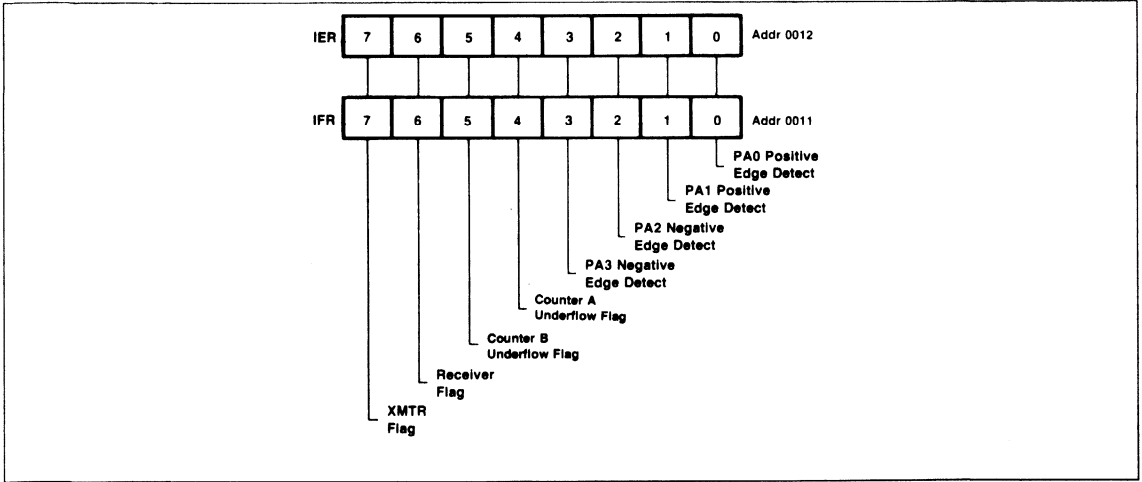 IER 7 6 5 4 3 2 1 0 Addr 0012
IFR 7 6 5 4 3 2 1 0 Addr 0011
PA0 Positive
Edge Detect
PA1 Positive
Edge Detect
PA2 Negative
Edge Detect
PA3 Negative
Edge Detect
Counter A
Underflow Flag
Counter B
Underflow Flag
Receiver
Flag
XMTR
Flag